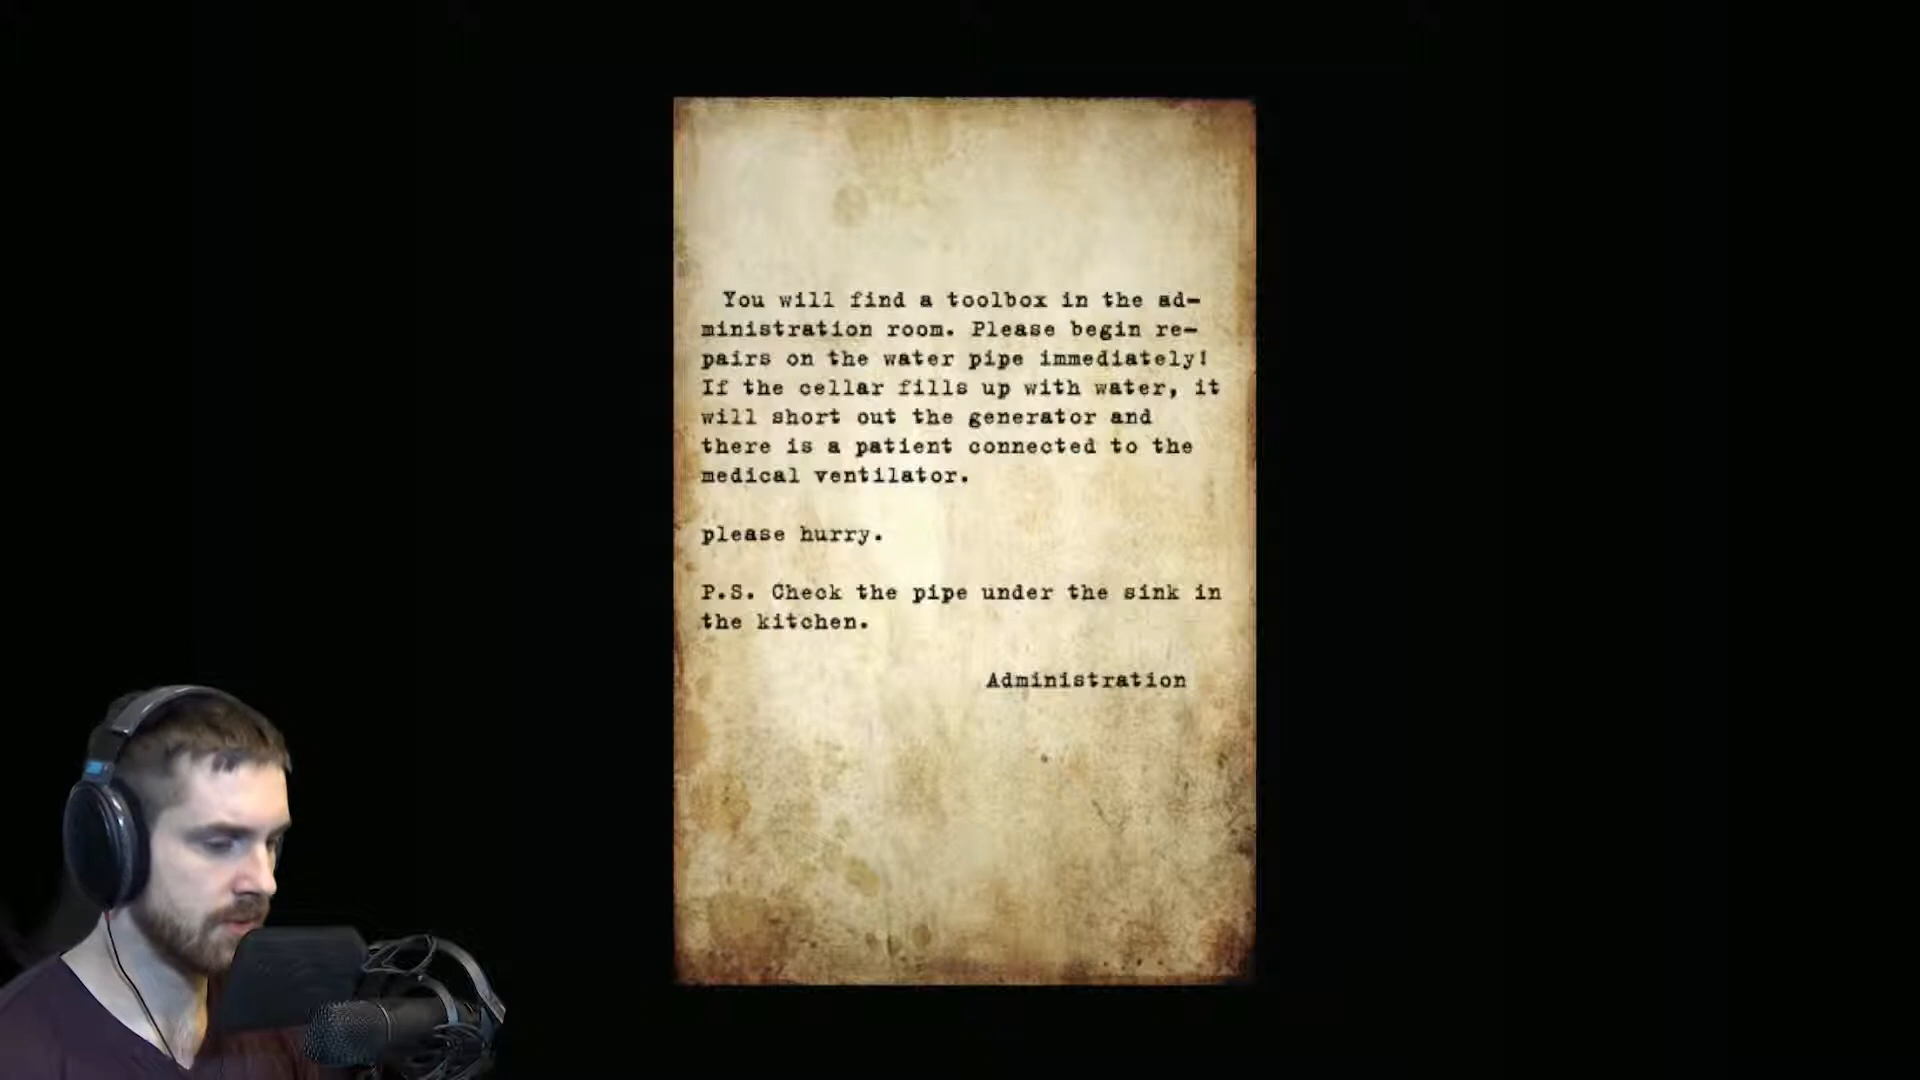 You will find a toolbox in the ad-
ministration room. Please begin re-
pairs on the water pipe immediately!
If the cellar fills up with water, it
will short out the generator and
there is a patient connected to the
medical ventilator.
please hurry.
P.S. Check the pipe under the sink in
the kitchen.
Administration